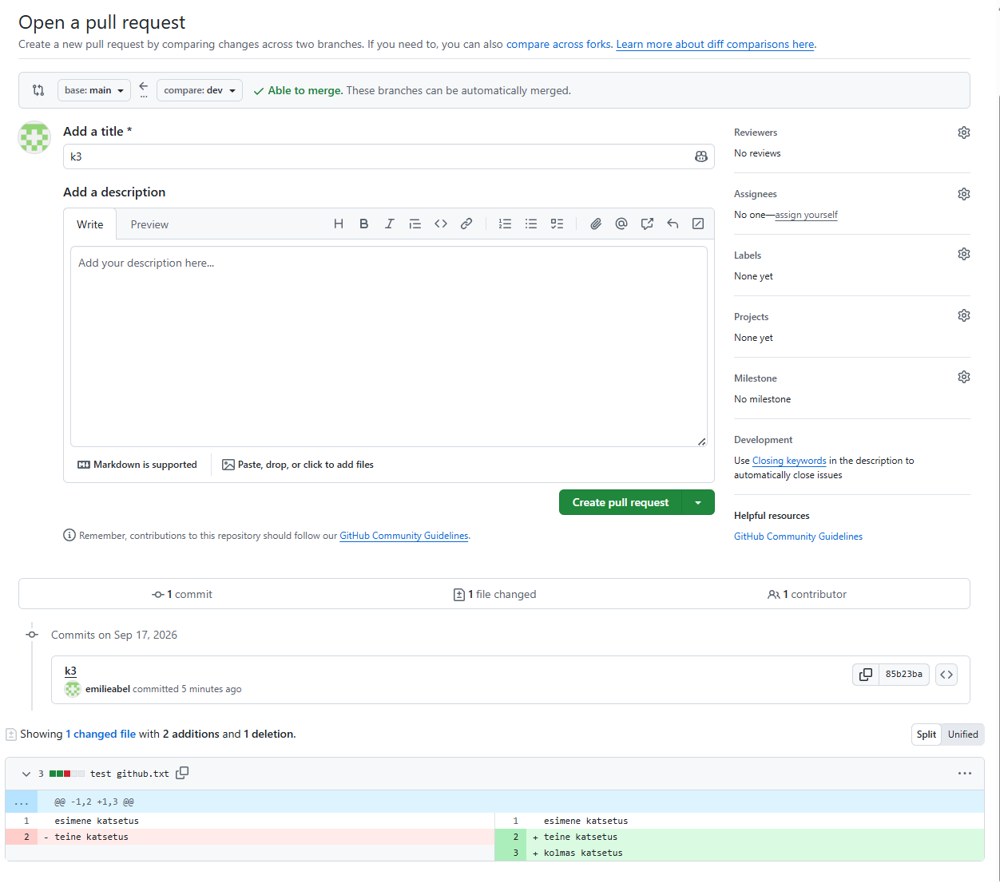 Open a pull request
Create a new pull request by comparing changes across two branches. If you need to, you can also compare across forks. Learn more about diff comparisons here.
base: main
...
compare: dev
Able to merge. These branches can be automatically merged.
Add a title *
k3
Add a description
Write
Preview
Add your description here...
Markdown is supported
Paste, drop, or click to add files
Create pull request
Remember, contributions to this repository should follow our GitHub Community Guidelines.
Reviewers
No reviews
Assignees
No one—assign yourself
Labels
None yet
Projects
None yet
Milestone
No milestone
Development
Use Closing keywords in the description to
automatically close issues
Helpful resources
GitHub Community Guidelines
1 commit
1 file changed
1 contributor
Commits on Sep 17, 2026
k3
emilieabel committed 5 minutes ago
85b23ba
Showing 1 changed file with 2 additions and 1 deletion.
Split
Unified
3
test github.txt
...
@@ -1,2 +1,3 @@
1 esimene katsetus
1 esimene katsetus
2 - teine katsetus
2 + teine katsetus
3 + kolmas katsetus